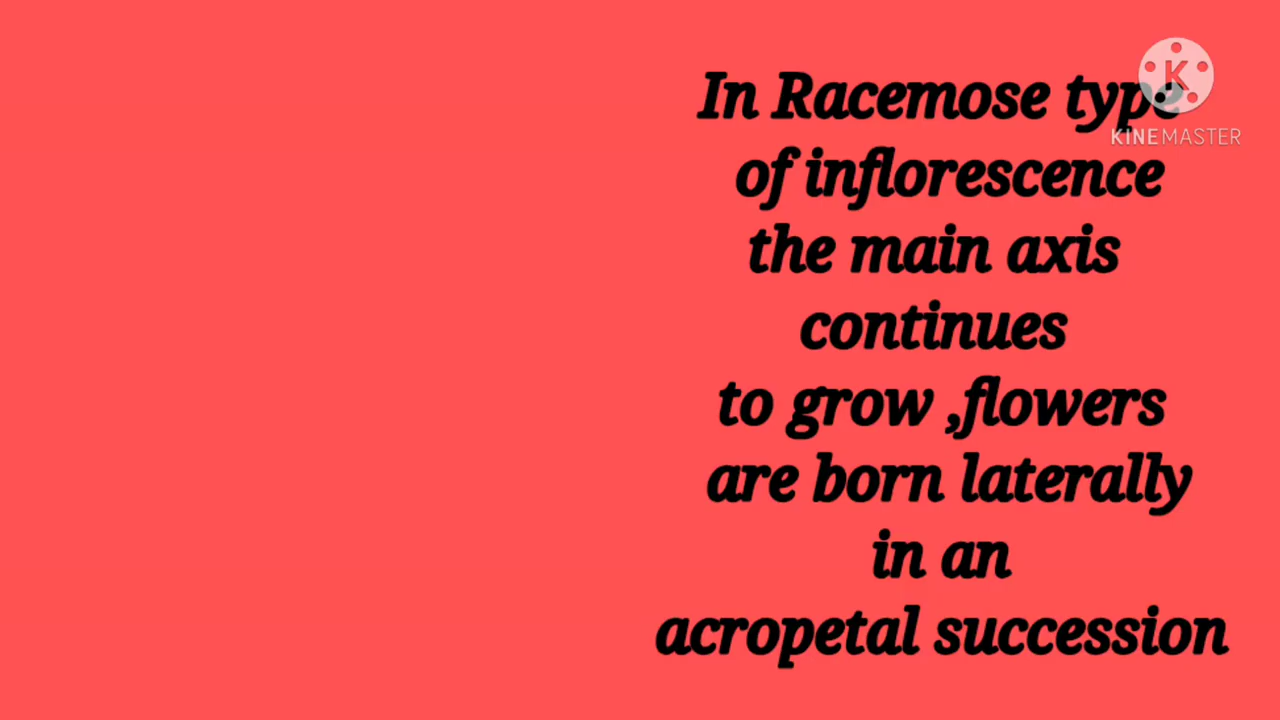 In Racemose type
KINEMASTER
of inflorescence
the main axis
continues
to grow ,flowers
are born laterally
in an
acropetal succession